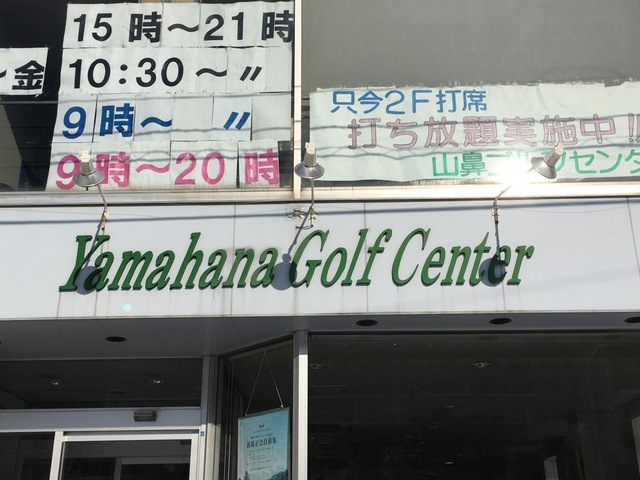 15時～21時
～金 10:30～〃
9時～ 〃
9時～20時
只今2F打席
打ち放題実施中!!
山鼻ゴルフセンタ
Yamahana Golf Center